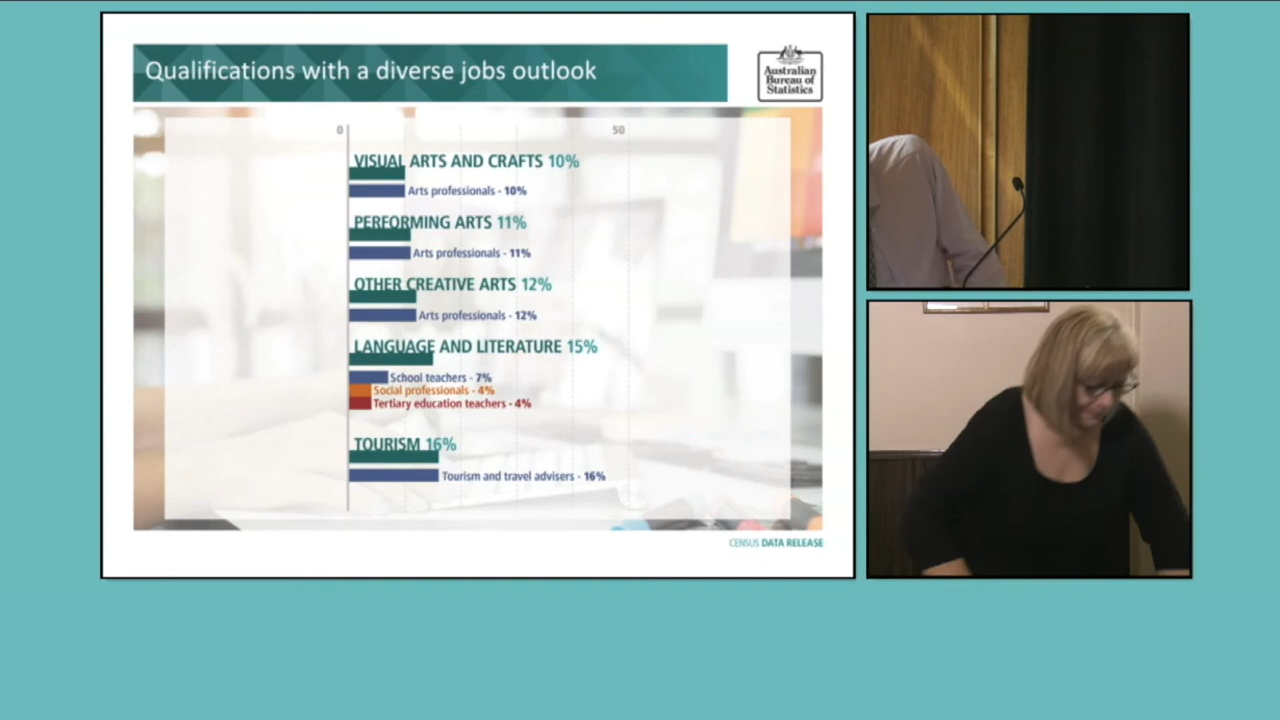 Qualifications with a diverse jobs outlook
Australian
Bureau of
Statistics
0 50
VISUAL ARTS AND CRAFTS 10%
Arts professionals - 10%
PERFORMING ARTS 11%
Arts professionals - 11%
OTHER CREATIVE ARTS 12%
Arts professionals - 12%
LANGUAGE AND LITERATURE 15%
School teachers - 7%
Social professionals - 4%
Tertiary education teachers - 4%
TOURISM 16%
Tourism and travel advisers - 16%
CENSUS DATA RELEASE